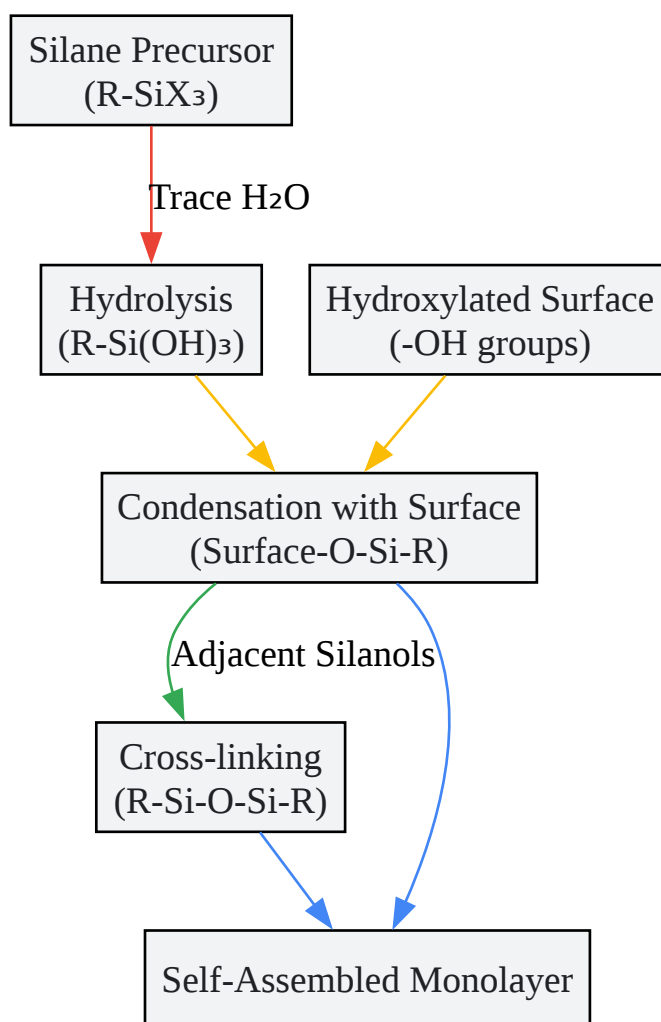 Silane Precursor
(R-SiX₃)
Trace H₂O
Hydrolysis
(R-Si(OH)₃)
Hydroxylated Surface
(-OH groups)
Condensation with Surface
(Surface-O-Si-R)
Adjacent Silanols
Cross-linking
(R-Si-O-Si-R)
Self-Assembled Monolayer